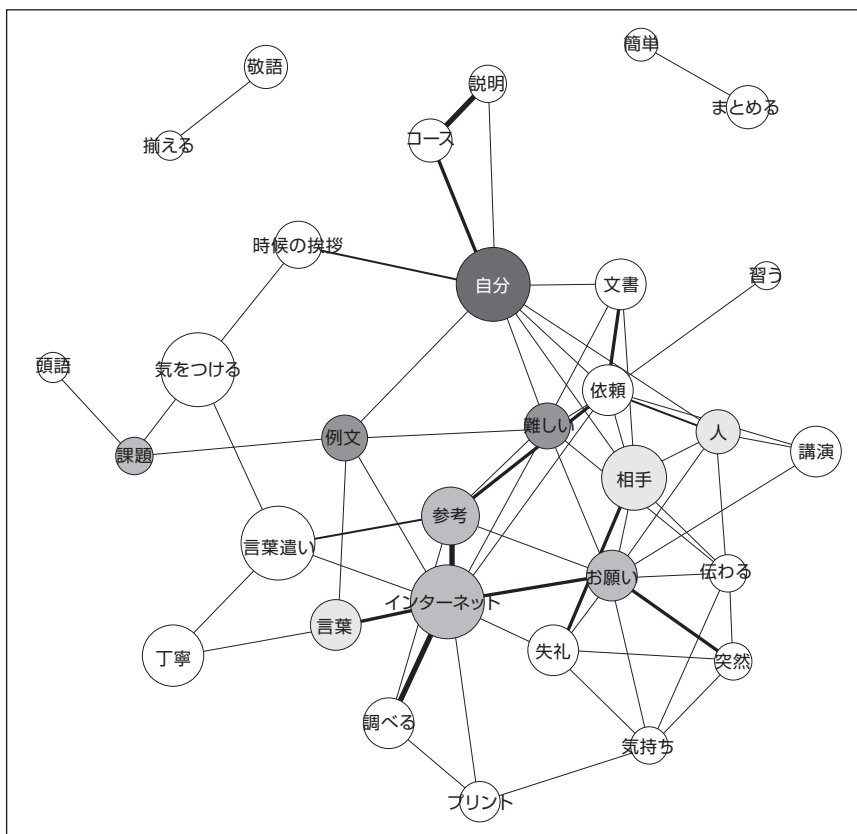 簡単
敬語
説明
まとめる
コース
揃える
時候の挨拶
自分
文書
習う
頭語
気をつける
依頼
例文
難しい
人
課題
講演
相手
参考
言葉遣い
お願い
伝わる
インターネット
言葉
丁寧
失礼
突然
調べる
気持ち
プリント